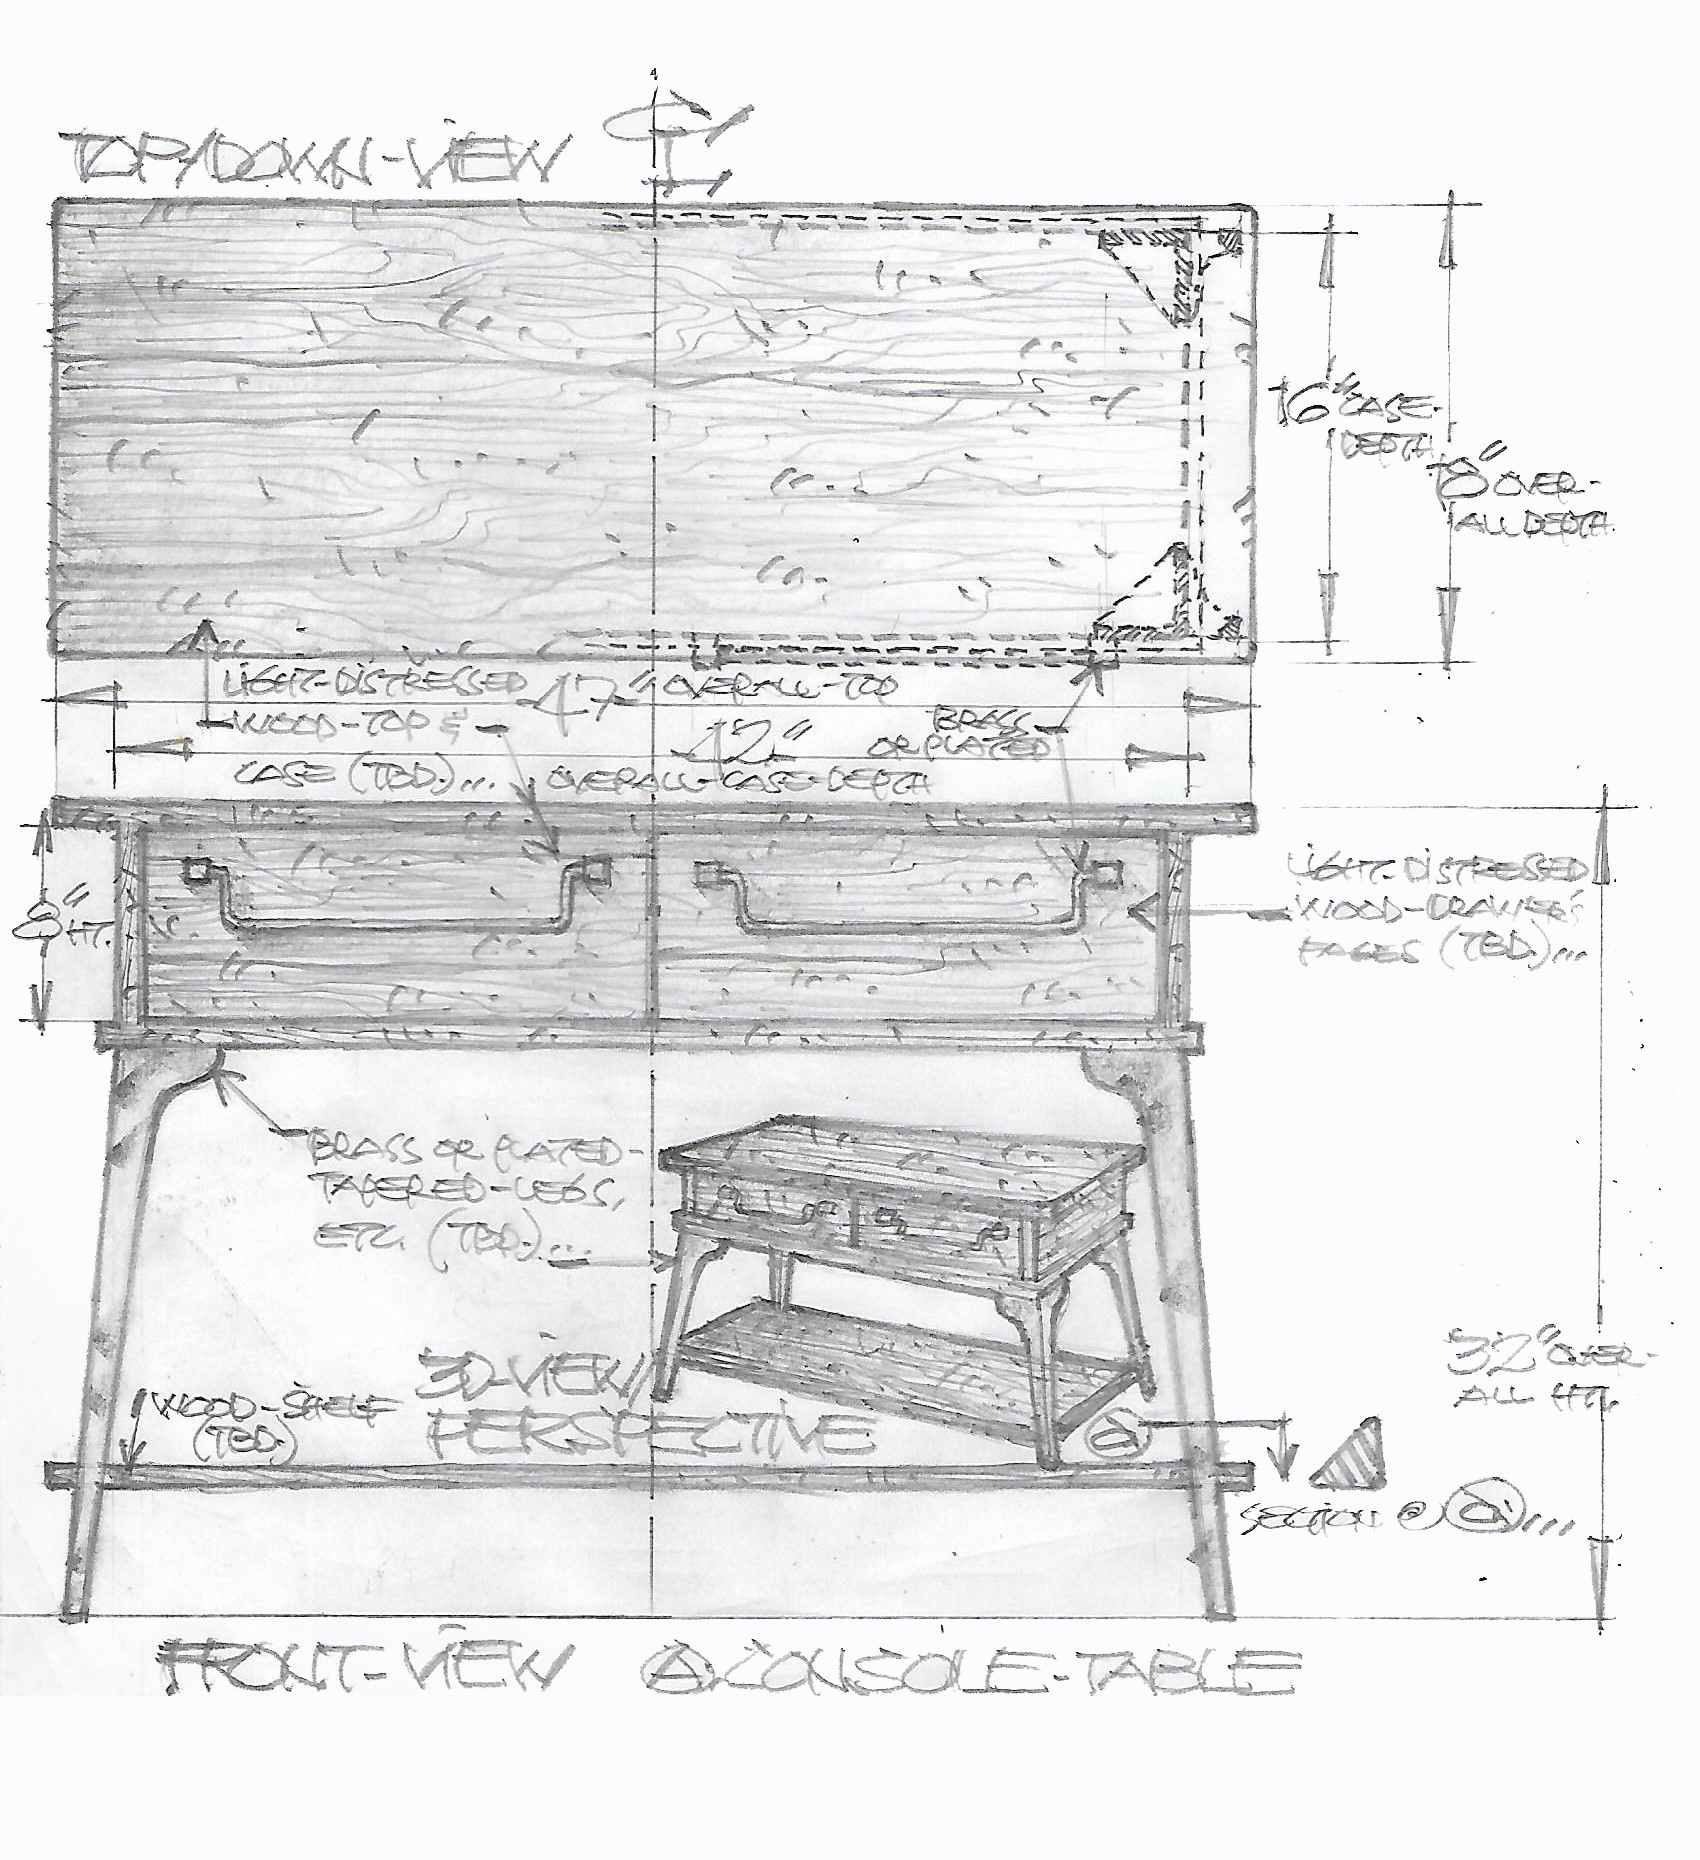 TOP/DOWN-VIEW
CL
16" CASE-
DEPTH
18" OVER-
ALL DEPTH.
LIGHT-DISTRESSED
WOOD-TOP &
CASE (TBD.)...
47" OVERALL-TOP
42"
OVERALL-CASE-DEPTH
BRASS
OR PLATED
8" HT.
LIGHT-DISTRESSED
WOOD-DRAWER
FACES (TBD.)...
BRASS OR PLATED-
TAPERED-LEGS,
ETC. (TBD.)...
3D-VIEW/
PERSPECTIVE
WOOD-SHELF
(TBD.)
32" OVER-
ALL HT.
A
SECTION @ A...
FRONT-VIEW A. CONSOLE-TABLE